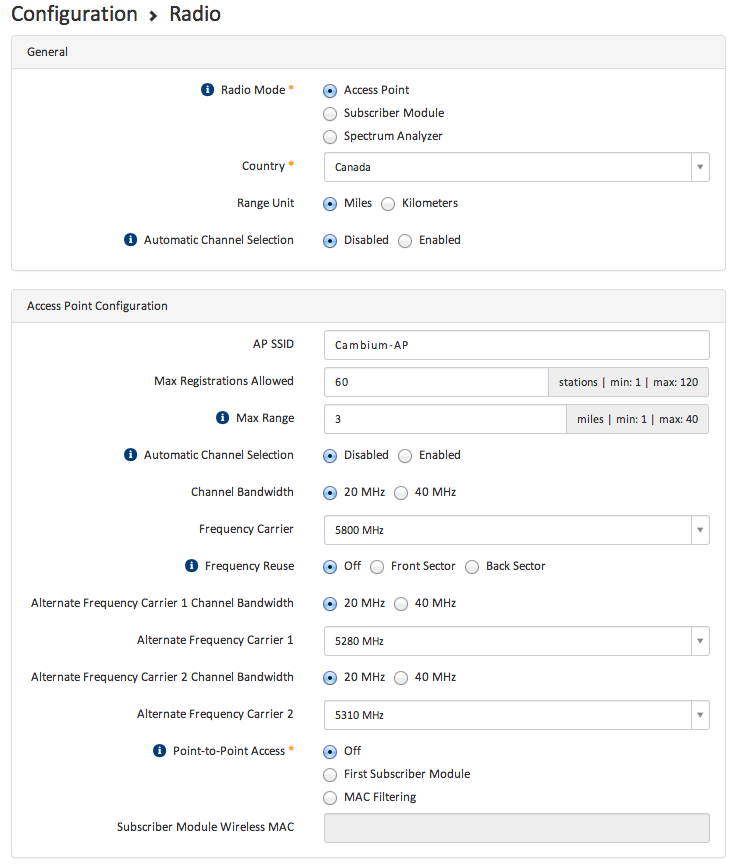 Configuration › Radio
General
i Radio Mode *
Access Point
Subscriber Module
Spectrum Analyzer
Country * Canada
Range Unit Miles Kilometers
i Automatic Channel Selection Disabled Enabled
Access Point Configuration
AP SSID Cambium-AP
Max Registrations Allowed 60 stations | min: 1 | max: 120
i Max Range 3 miles | min: 1 | max: 40
i Automatic Channel Selection Disabled Enabled
Channel Bandwidth 20 MHz 40 MHz
Frequency Carrier 5800 MHz
i Frequency Reuse Off Front Sector Back Sector
Alternate Frequency Carrier 1 Channel Bandwidth 20 MHz 40 MHz
Alternate Frequency Carrier 1 5280 MHz
Alternate Frequency Carrier 2 Channel Bandwidth 20 MHz 40 MHz
Alternate Frequency Carrier 2 5310 MHz
i Point-to-Point Access * Off
First Subscriber Module
MAC Filtering
Subscriber Module Wireless MAC